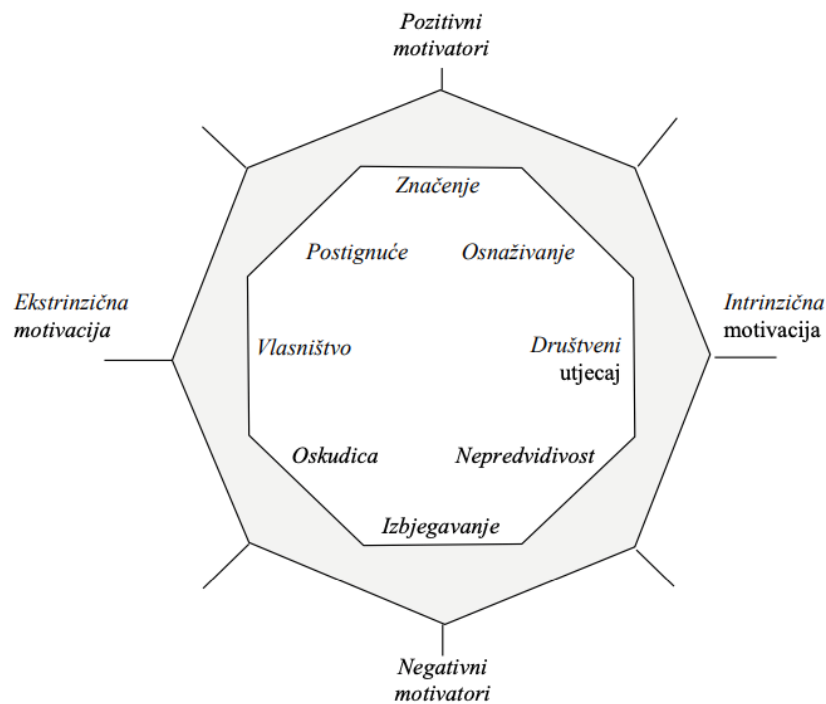 Pozitivni
motivatori
Značenje
Postignuće
Osnaživanje
Ekstrinzična
motivacija
Intrinzična
motivacija
Vlasništvo
Društveni
utjecaj
Oskudica
Nepredvidivost
Izbjegavanje
Negativni
motivatori